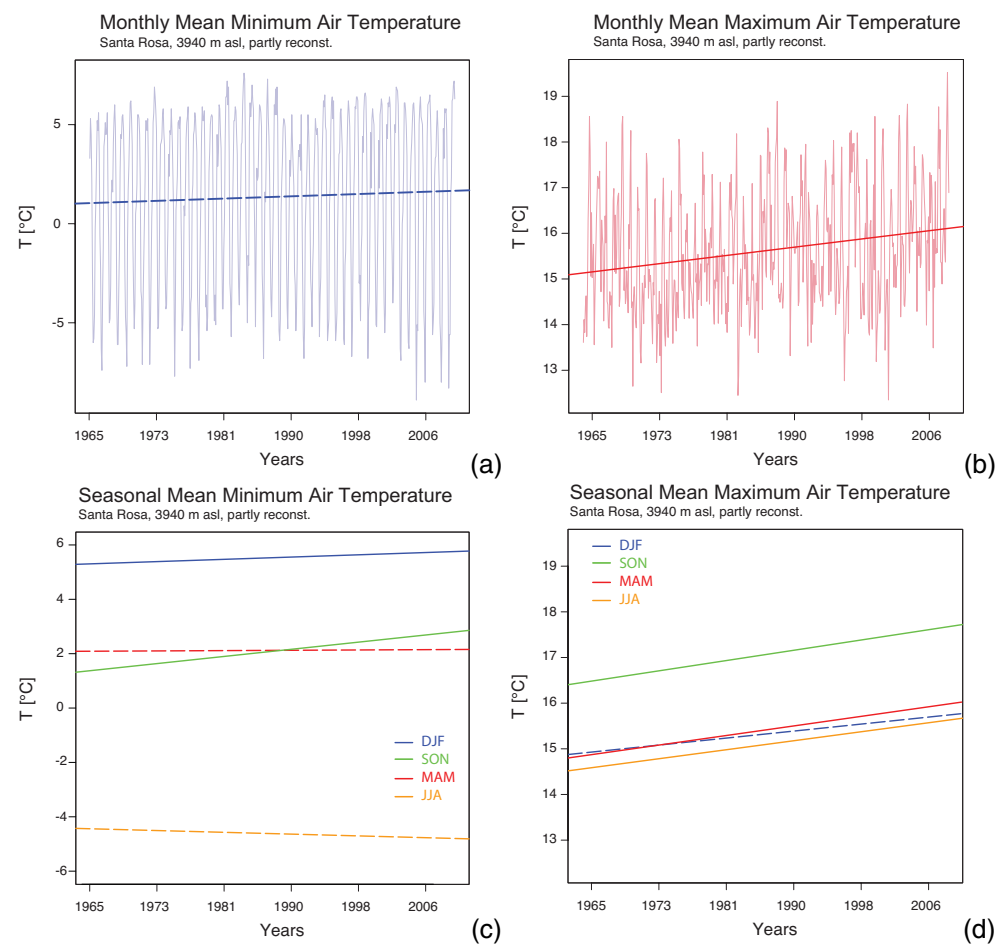 Monthly Mean Minimum Air Temperature
Santa Rosa, 3940 m asl, partly reconst.
T [°C]
5
0
-5
1965 1973 1981 1990 1998 2006
Years
(a)
Monthly Mean Maximum Air Temperature
Santa Rosa, 3940 m asl, partly reconst.
T [°C]
19
18
17
16
15
14
13
1965 1973 1981 1990 1998 2006
Years
(b)
Seasonal Mean Minimum Air Temperature
Santa Rosa, 3940 m asl, partly reconst.
T [°C]
6
4
2
0
-2
-4
-6
DJF
SON
MAM
JJA
1965 1973 1981 1990 1998 2006
Years
(c)
Seasonal Mean Maximum Air Temperature
Santa Rosa, 3940 m asl, partly reconst.
T [°C]
DJF
SON
MAM
JJA
19
18
17
16
15
14
13
1965 1973 1981 1990 1998 2006
Years
(d)